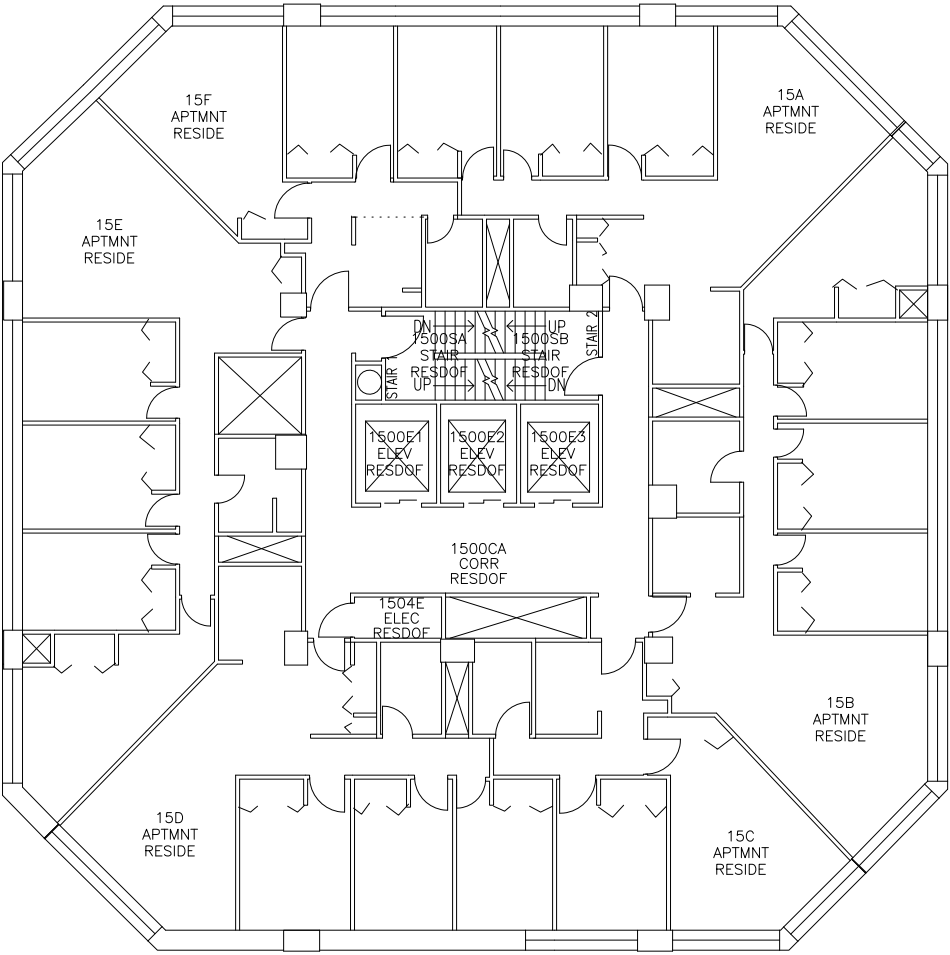 15F
APTMNT
RESIDE
15A
APTMNT
RESIDE
15E
APTMNT
RESIDE
DN
UP
1500SA
STAIR
RESDOF
1500SB
STAIR
RESDOF
STAIR 2
STAIR 1
UP
DN
1500E1
ELEV
RESDOF
1500E2
ELEV
RESDOF
1500E3
ELEV
RESDOF
1500CA
CORR
RESDOF
1504E
ELEC
RESDOF
15B
APTMNT
RESIDE
15D
APTMNT
RESIDE
15C
APTMNT
RESIDE